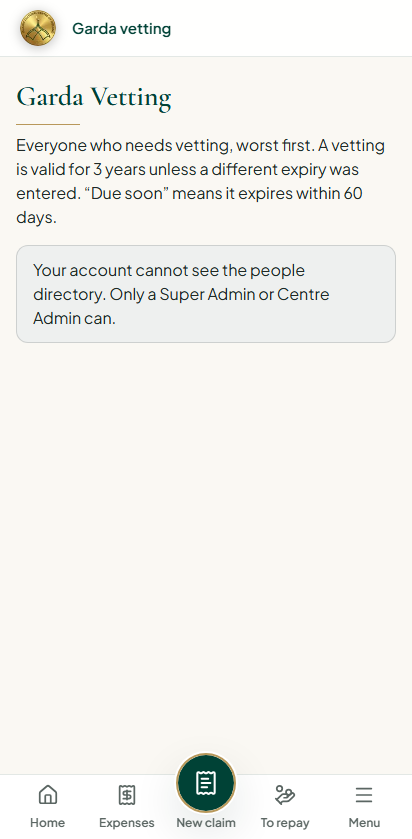 Garda vetting
Garda Vetting
Everyone who needs vetting, worst first. A vetting
is valid for 3 years unless a different expiry was
entered. “Due soon” means it expires within 60
days.
Your account cannot see the people
directory. Only a Super Admin or Centre
Admin can.
Home
Expenses
New claim
To repay
Menu